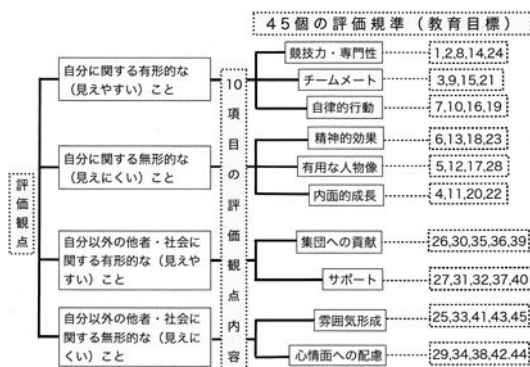 45個の評価規準(教育目標)
評価観点
自分に関する有形的な
(見えやすい)こと
自分に関する無形的な
(見えにくい)こと
自分以外の他者・社会に
関する有形的な(見えや
すい)こと
自分以外の他者・社会に
関する無形的な(見えに
くい)こと
10項目の評価観点内容
競技力・専門性
1,2,8,14,24
チームメート
3,9,15,21
自律的行動
7,10,16,19
精神的効果
6,13,18,23
有用な人物像
5,12,17,28
内面的成長
4,11,20,22
集団への貢献
26,30,35,36,39
サポート
27,31,32,37,40
雰囲気形成
25,33,41,43,45
心情面への配慮
29,34,38,42,44